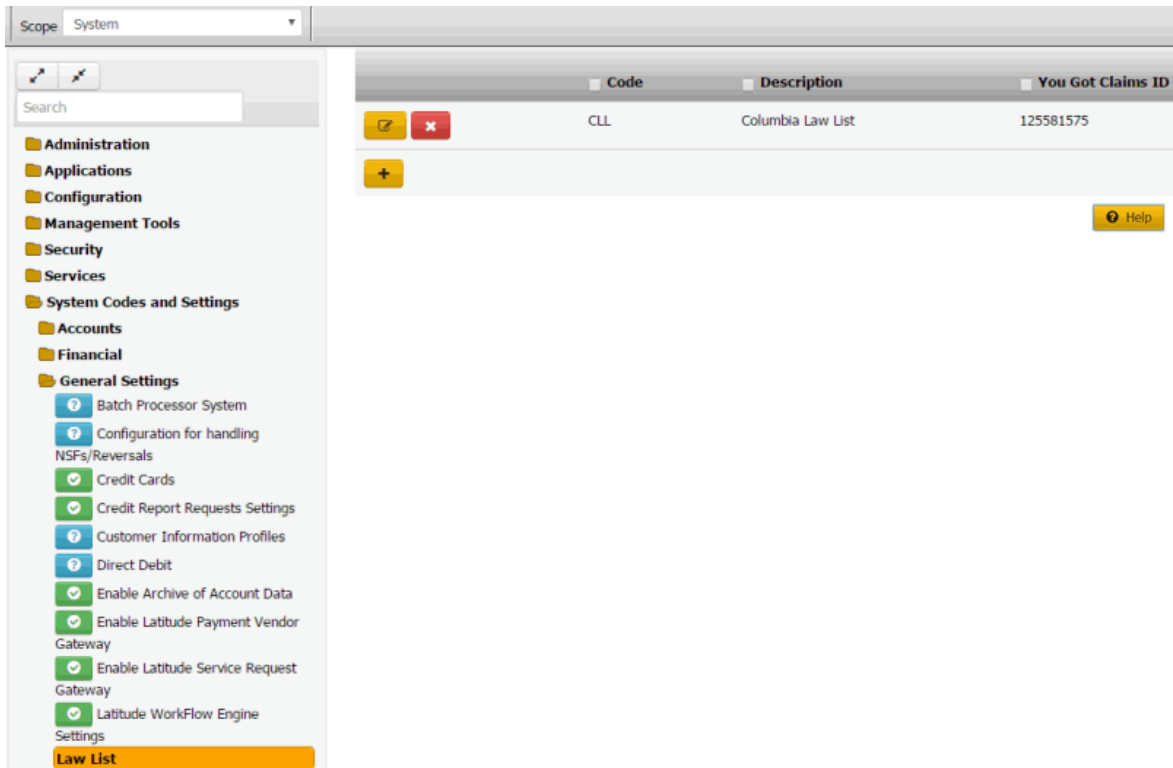 Scope System
Search
Administration
Applications
Configuration
Management Tools
Security
Services
System Codes and Settings
Accounts
Financial
General Settings
Batch Processor System
Configuration for handling
NSFs/Reversals
Credit Cards
Credit Report Requests Settings
Customer Information Profiles
Direct Debit
Enable Archive of Account Data
Enable Latitude Payment Vendor
Gateway
Enable Latitude Service Request
Gateway
Latitude WorkFlow Engine
Settings
Law List
Code Description You Got Claims ID
CLL Columbia Law List 125581575
Help